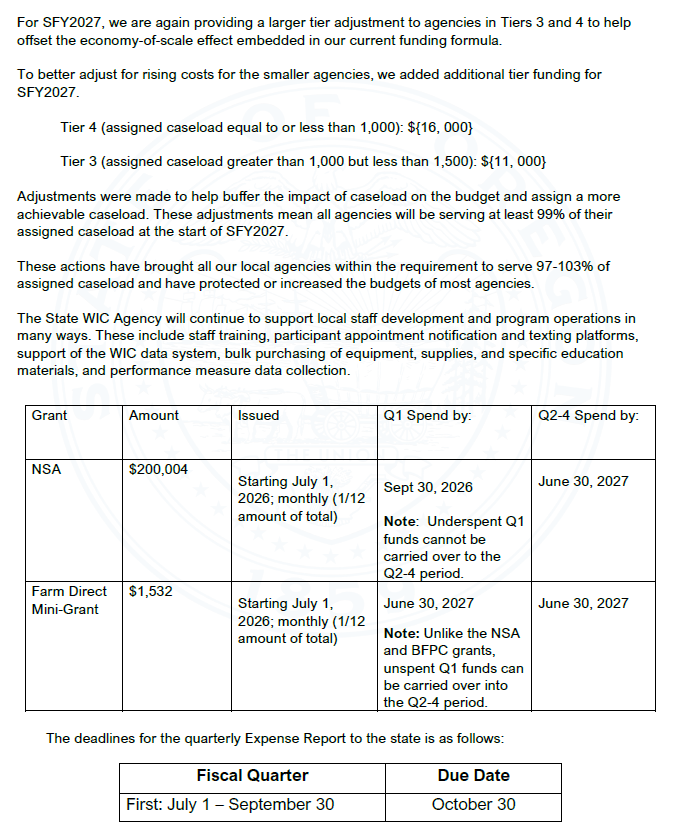 For SFY2027, we are again providing a larger tier adjustment to agencies in Tiers 3 and 4 to help
offset the economy-of-scale effect embedded in our current funding formula.
To better adjust for rising costs for the smaller agencies, we added additional tier funding for
SFY2027.
Tier 4 (assigned caseload equal to or less than 1,000): ${16, 000}
Tier 3 (assigned caseload greater than 1,000 but less than 1,500): ${11, 000}
Adjustments were made to help buffer the impact of caseload on the budget and assign a more
achievable caseload. These adjustments mean all agencies will be serving at least 99% of their
assigned caseload at the start of SFY2027.
These actions have brought all our local agencies within the requirement to serve 97-103% of
assigned caseload and have protected or increased the budgets of most agencies.
The State WIC Agency will continue to support local staff development and program operations in
many ways. These include staff training, participant appointment notification and texting platforms,
support of the WIC data system, bulk purchasing of equipment, supplies, and specific education
materials, and performance measure data collection.
Grant Amount Issued Q1 Spend by: Q2-4 Spend by:
NSA $200,004
Starting July 1,
2026; monthly (1/12
amount of total)
Sept 30, 2026
Note: Underspent Q1
funds cannot be
carried over to the
Q2-4 period.
June 30, 2027
Farm Direct
Mini-Grant
$1,532
Starting July 1,
2026; monthly (1/12
amount of total)
June 30, 2027
Note: Unlike the NSA
and BFPC grants,
unspent Q1 funds can
be carried over into
the Q2-4 period.
June 30, 2027
The deadlines for the quarterly Expense Report to the state is as follows:
Fiscal Quarter Due Date
First: July 1 – September 30 October 30